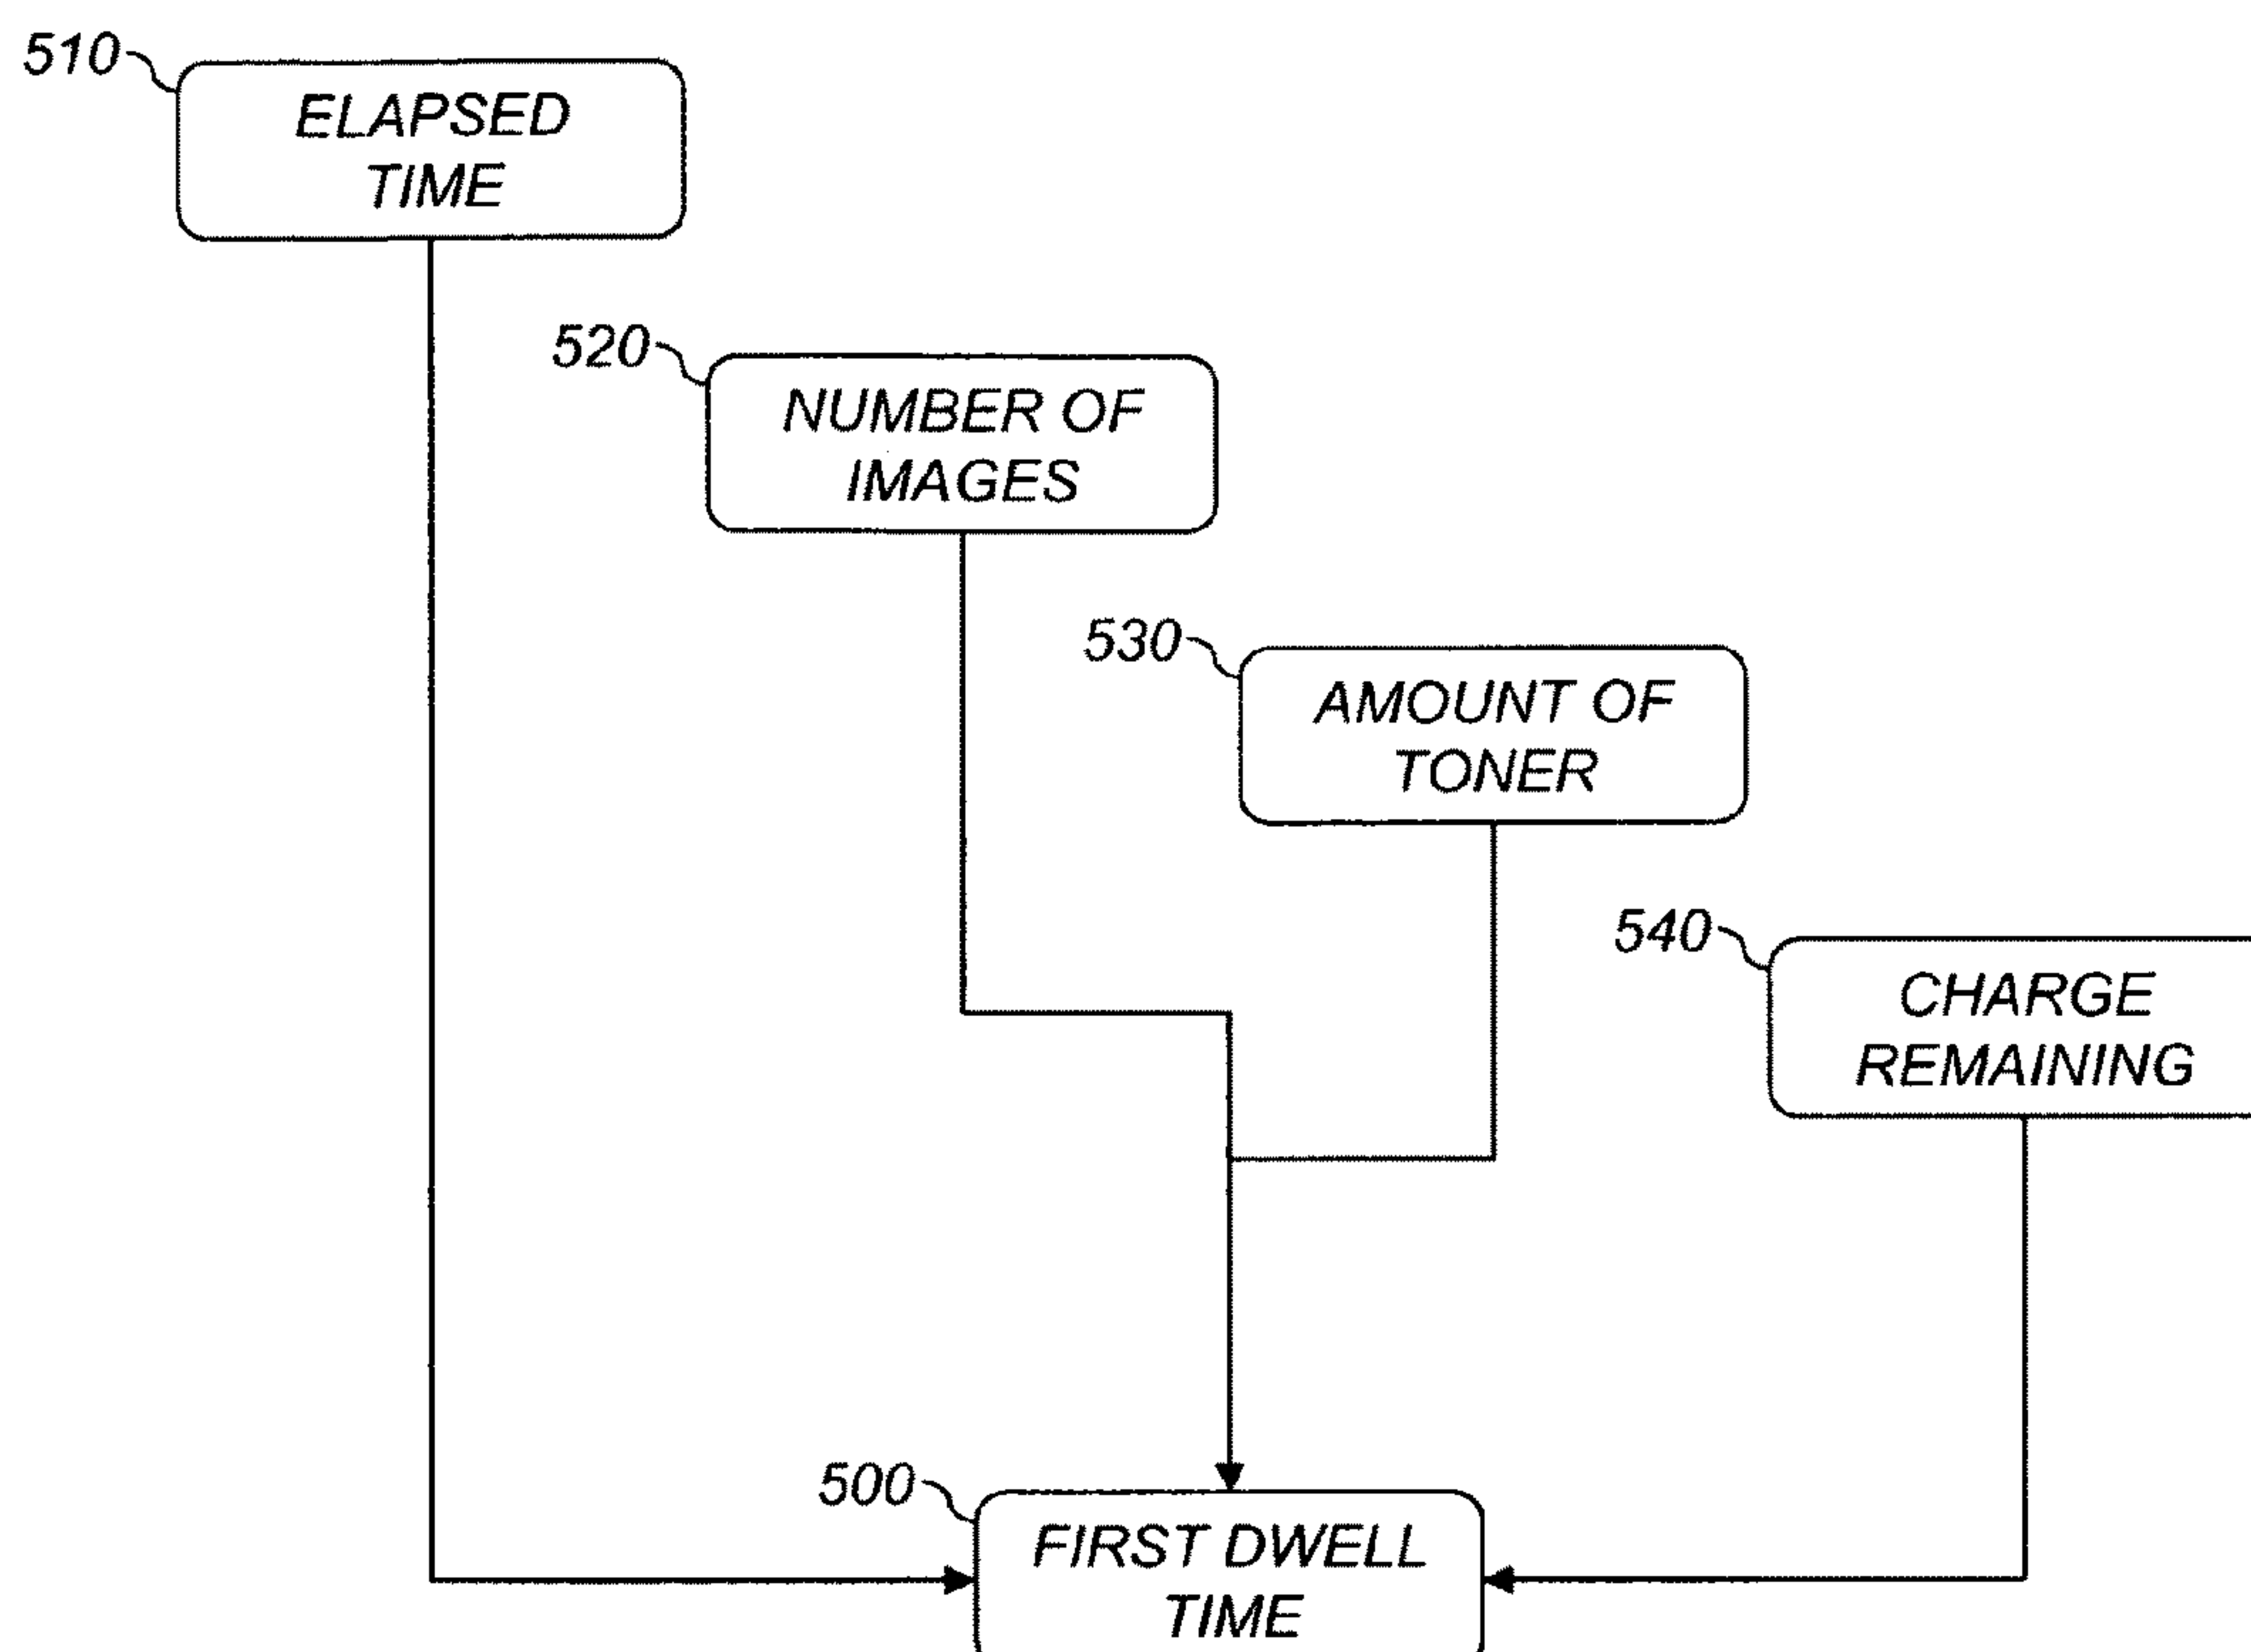 510
ELAPSED
TIME
520
NUMBER OF
IMAGES
530
AMOUNT OF
TONER
540
CHARGE
REMAINING
500
FIRST DWELL
TIME